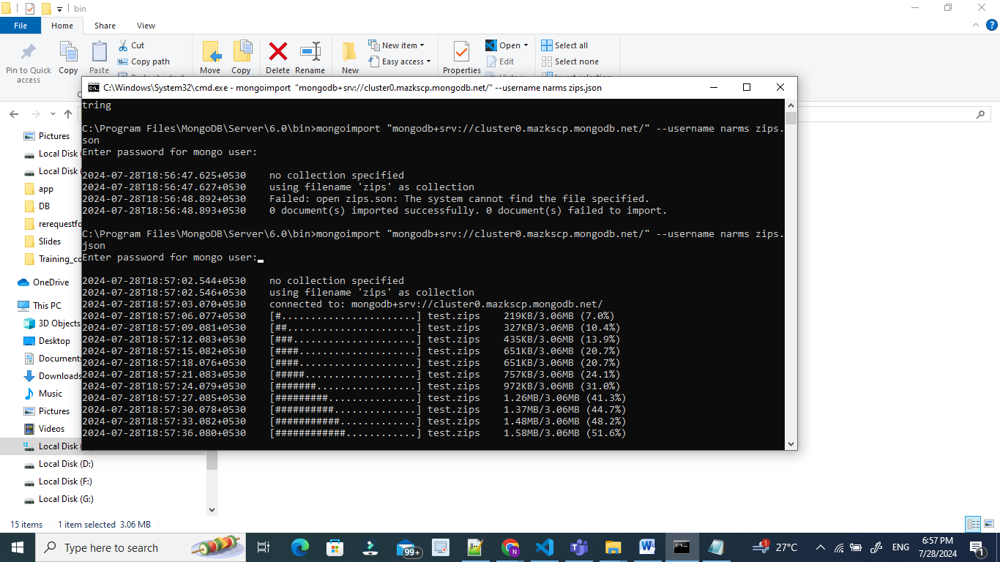 bin
File Home Share View
Cut
New item
Open
Select all
Copy path
Easy access
Edit
Select none
Pin to Quick access
Copy
Paste
Move
Copy
Delete
Rename
New
Properties
C:\Windows\System32\cmd.exe - mongoimport "mongodb+srv://cluster0.mazkscp.mongodb.net/" --username narms zips.json
tring
C:\Program Files\MongoDB\Server\6.0\bin>mongoimport "mongodb+srv://cluster0.mazkscp.mongodb.net/" --username narms zips.
son
Enter password for mongo user:
2024-07-28T18:56:47.625+0530 no collection specified
2024-07-28T18:56:47.627+0530 using filename 'zips' as collection
2024-07-28T18:56:48.892+0530 Failed: open zips.son: The system cannot find the file specified.
2024-07-28T18:56:48.893+0530 0 document(s) imported successfully. 0 document(s) failed to import.
C:\Program Files\MongoDB\Server\6.0\bin>mongoimport "mongodb+srv://cluster0.mazkscp.mongodb.net/" --username narms zips.
json
Enter password for mongo user:
2024-07-28T18:57:02.544+0530 no collection specified
2024-07-28T18:57:02.546+0530 using filename 'zips' as collection
2024-07-28T18:57:03.070+0530 connected to: mongodb+srv://cluster0.mazkscp.mongodb.net/
2024-07-28T18:57:06.077+0530 [#.......................] test.zips 219KB/3.06MB (7.0%)
2024-07-28T18:57:09.081+0530 [##......................] test.zips 327KB/3.06MB (10.4%)
2024-07-28T18:57:12.083+0530 [###.....................] test.zips 435KB/3.06MB (13.9%)
2024-07-28T18:57:15.082+0530 [####....................] test.zips 651KB/3.06MB (20.7%)
2024-07-28T18:57:18.076+0530 [####....................] test.zips 651KB/3.06MB (20.7%)
2024-07-28T18:57:21.083+0530 [#####...................] test.zips 757KB/3.06MB (24.1%)
2024-07-28T18:57:24.079+0530 [#######.................] test.zips 972KB/3.06MB (31.0%)
2024-07-28T18:57:27.085+0530 [#########...............] test.zips 1.26MB/3.06MB (41.3%)
2024-07-28T18:57:30.078+0530 [##########..............] test.zips 1.37MB/3.06MB (44.7%)
2024-07-28T18:57:33.082+0530 [###########.............] test.zips 1.48MB/3.06MB (48.2%)
2024-07-28T18:57:36.080+0530 [############............] test.zips 1.58MB/3.06MB (51.6%)
Pictures
Local Disk
Local Disk
app
DB
rerequestfo
Slides
Training_co
OneDrive
This PC
3D Objects
Desktop
Documents
Downloads
Music
Pictures
Videos
Local Disk
Local Disk (D:)
Local Disk (F:)
Local Disk (G:)
15 items 1 item selected 3.06 MB
Type here to search
99+
N
1
27°C
ENG
6:57 PM
7/28/2024
1